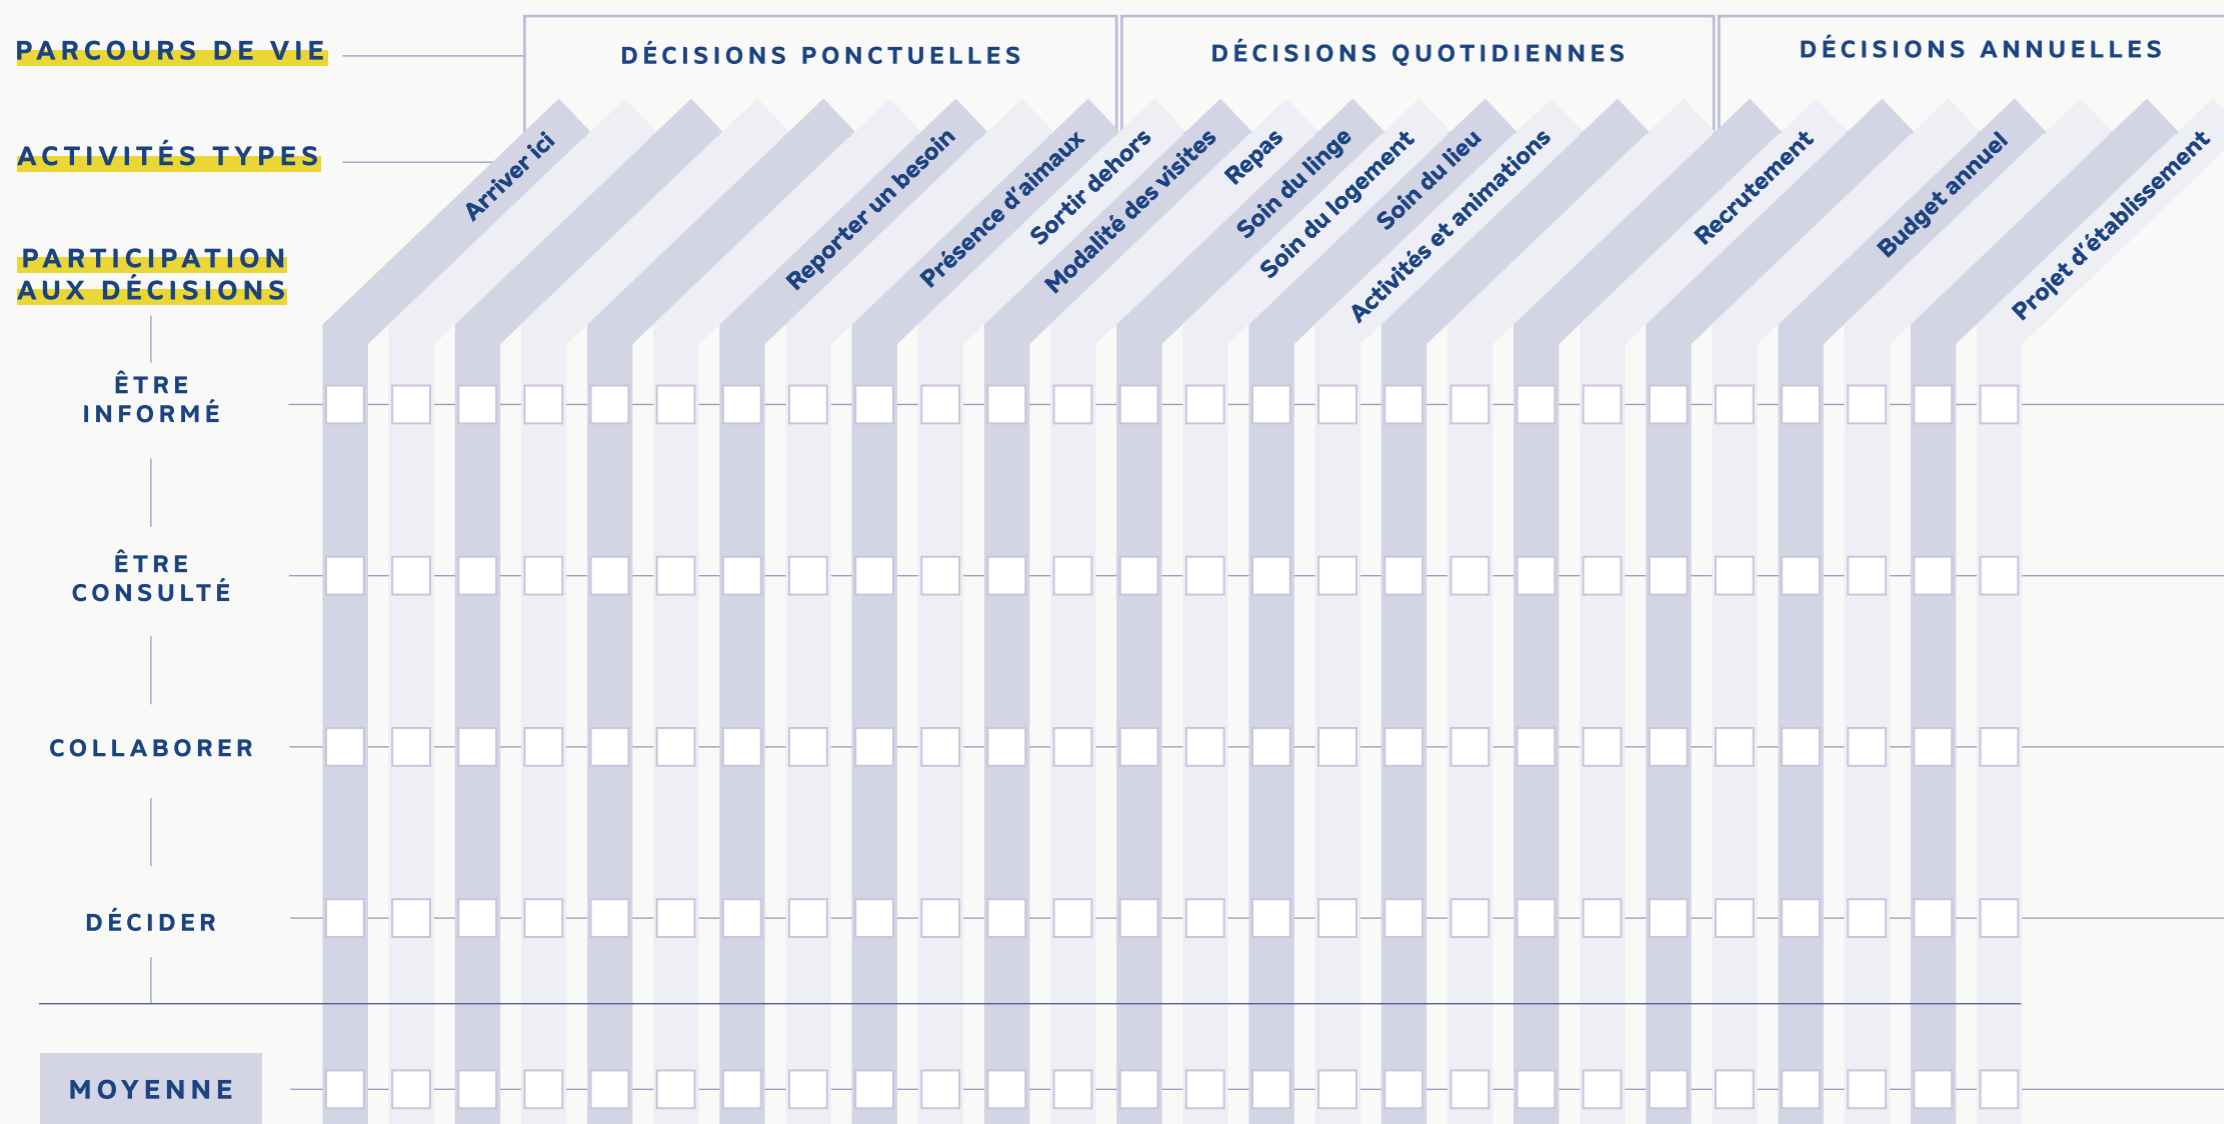 PARCOURS DE VIE
DÉCISIONS PONCTUELLES
DÉCISIONS QUOTIDIENNES
DÉCISIONS ANNUELLES
ACTIVITÉS TYPES
Arriver ici
Reporter un besoin
Présence d'aimaux
Sortir dehors
Modalité des visites
Repas
Soin du linge
Soin du logement
Soin du lieu
Activités et animations
Recrutement
Budget annuel
Projet d'établissement
PARTICIPATION
AUX DÉCISIONS
ÊTRE
INFORMÉ
ÊTRE
CONSULTÉ
COLLABORER
DÉCIDER
MOYENNE